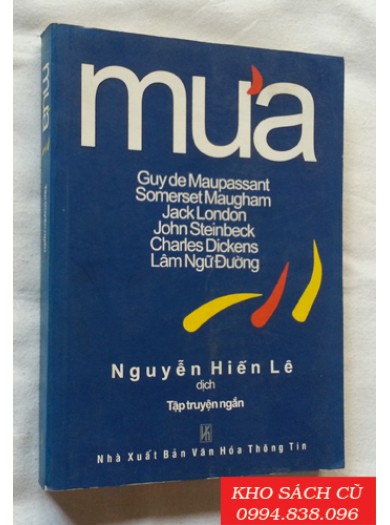 mưa
Guy de Maupassant
Somerset Maugham
Jack London
John Steinbeck
Charles Dickens
Lâm Ngữ Đường
Nguyễn Hiến Lê
dịch
Tập truyện ngắn
Nhà Xuất Bản Văn Hóa Thông Tin
mưa
KHO SÁCH CŨ
0994.838.096